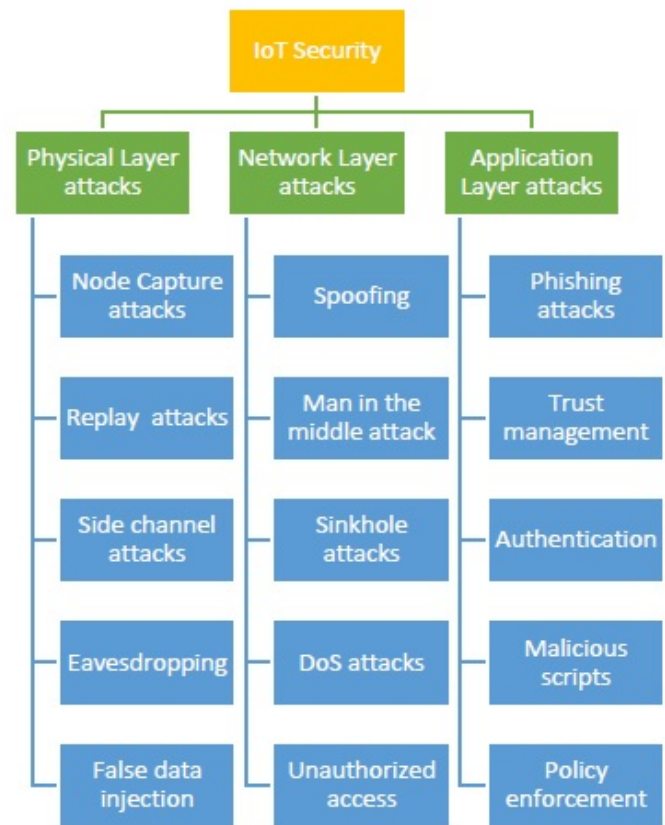 IoT Security
Physical Layer
attacks
Network Layer
attacks
Application
Layer attacks
Node Capture
attacks
Replay attacks
Side channel
attacks
Eavesdropping
False data
injection
Spoofing
Man in the
middle attack
Sinkhole
attacks
DoS attacks
Unauthorized
access
Phishing
attacks
Trust
management
Authentication
Malicious
scripts
Policy
enforcement